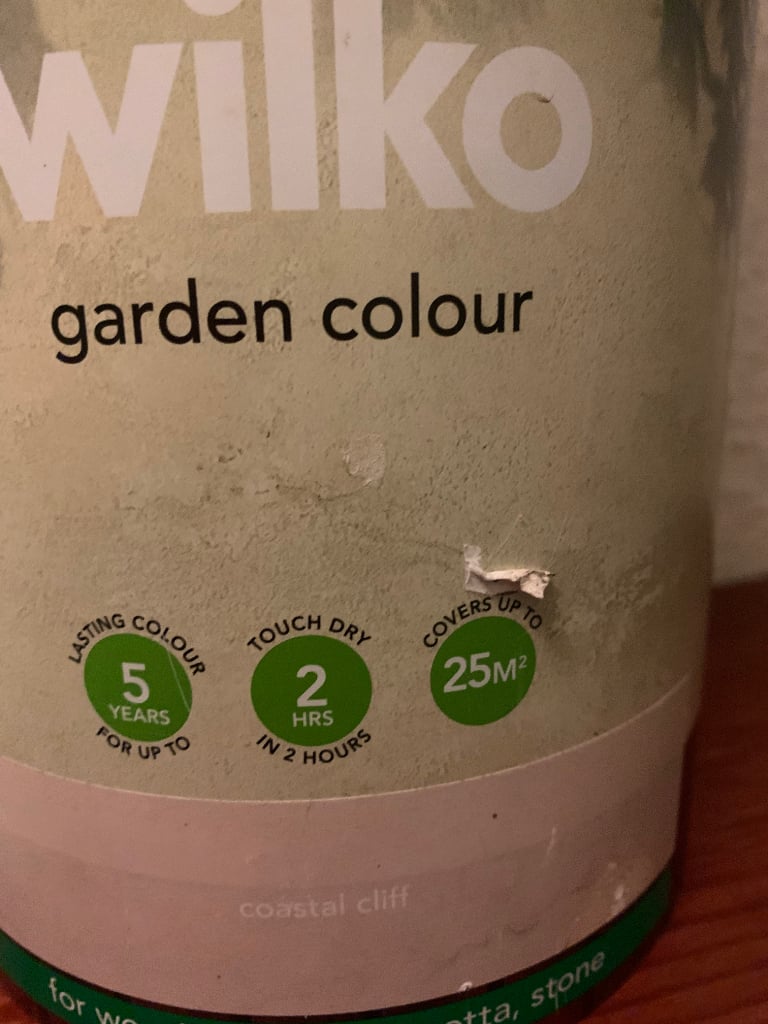 wilko
garden colour
LASTING COLOUR
5
YEARS
FOR UP TO
TOUCH DRY
2
HRS
IN 2 HOURS
COVERS UP TO
25M²
coastal cliff
for stone